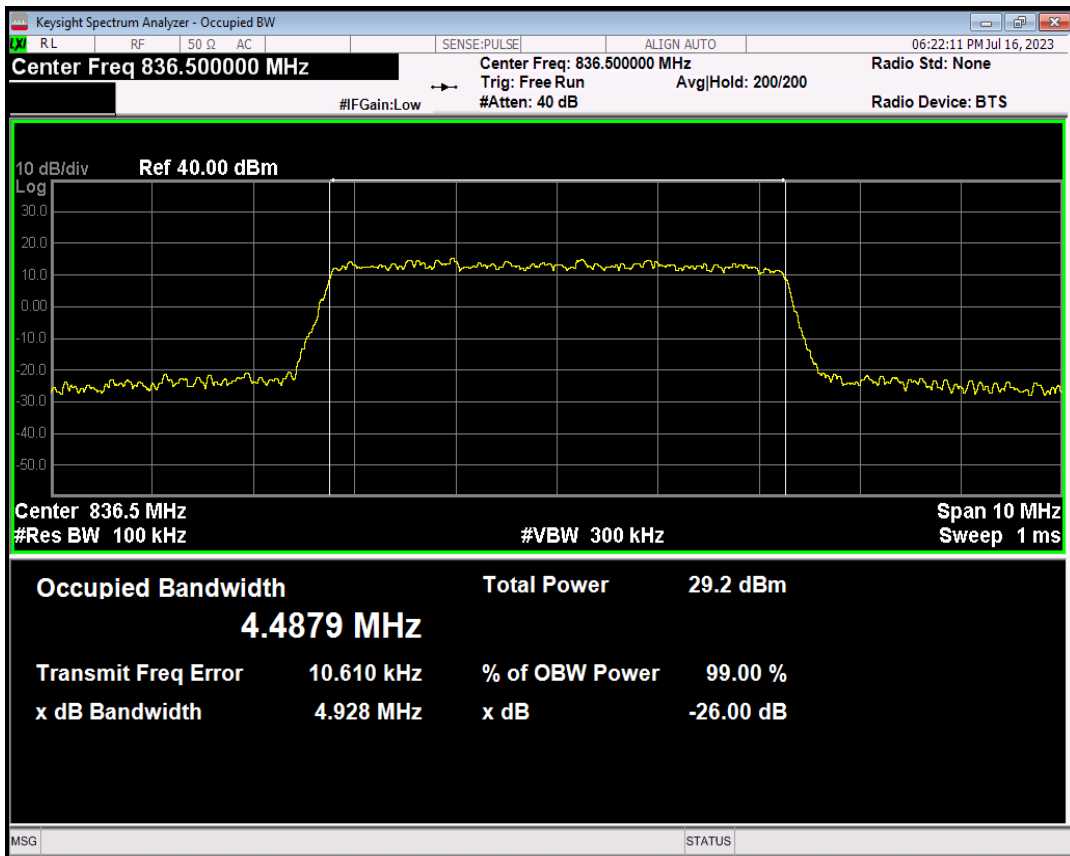 Keysight Spectrum Analyzer - Occupied BW
LXI RL RF 50 Ω AC SENSE:PULSE ALIGN AUTO 06:22:11 PM Jul 16, 2023
Center Freq 836.500000 MHz Center Freq: 836.500000 MHz Radio Std: None
Trig: Free Run Avg|Hold: 200/200
#IFGain:Low #Atten: 40 dB Radio Device: BTS
10 dB/div Ref 40.00 dBm
Log
30.0
20.0
10.0
0.00
-10.0
-20.0
-30.0
-40.0
-50.0
Center 836.5 MHz Span 10 MHz
#Res BW 100 kHz #VBW 300 kHz Sweep 1 ms
Occupied Bandwidth Total Power 29.2 dBm
4.4879 MHz
Transmit Freq Error 10.610 kHz % of OBW Power 99.00 %
x dB Bandwidth 4.928 MHz x dB -26.00 dB
MSG STATUS